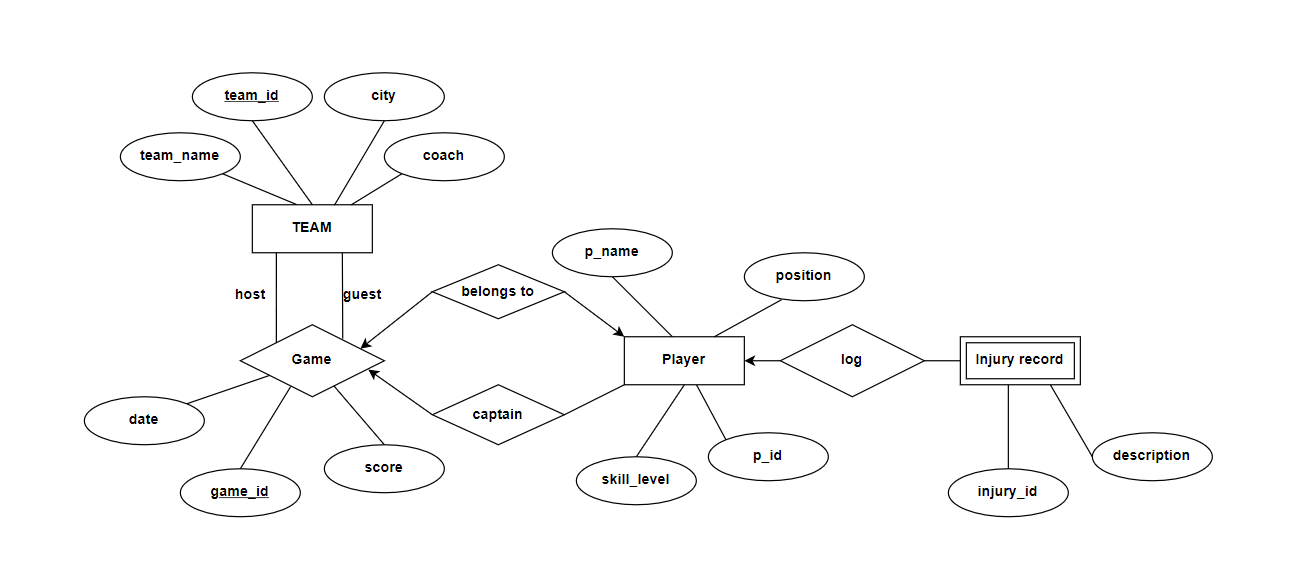 team_id
city
team_name
coach
TEAM
host
guest
belongs to
p_name
position
Game
Player
log
Injury record
captain
date
score
game_id
skill_level
p_id
injury_id
description